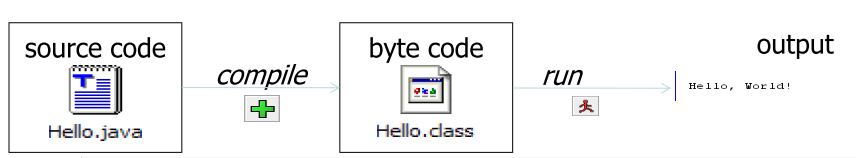 source code
Hello.java
compile
byte code
Hello.class
run
output
Hello, World!